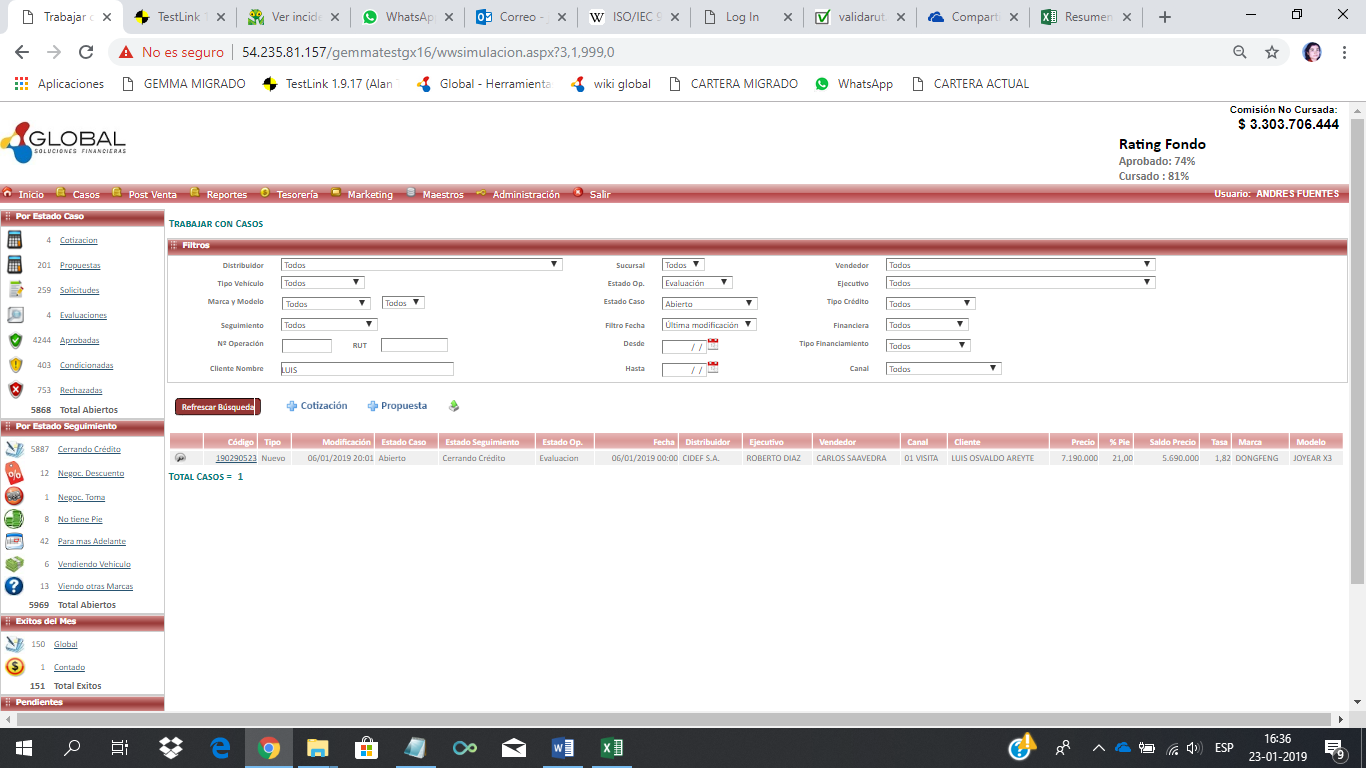 Trabajar c
TestLink 1
Ver incide
WhatsApp
Correo - J
ISO/IEC 9
Log In
validaruta
Compart
Resumen
No es seguro
54.235.81.157/gemmatestgx16/wwsimulacion.aspx?3,1,999,0
Aplicaciones GEMMA MIGRADO TestLink 1.9.17 (Alan Global - Herramienta wiki global CARTERA MIGRADO WhatsApp CARTERA ACTUAL
Comisión No Cursada:
$ 3.303.706.444
GLOBAL
SOLUCIONES FINANCIERAS
Rating Fondo
Aprobado: 74%
Cursado : 81%
Inicio Casos Post Venta Reportes Tesorería Marketing Maestros Administración Salir Usuario: ANDRES FUENTES
Por Estado Caso
4 Cotizacion
201 Propuestas
259 Solicitudes
4 Evaluaciones
4244 Aprobadas
403 Condicionadas
753 Rechazadas
5868 Total Abiertos
Por Estado Seguimiento
5887 Cerrando Crédito
12 Negoc. Descuento
1 Negoc. Toma
8 No tiene Pie
42 Para mas Adelante
6 Vendiendo Vehiculo
13 Viendo otras Marcas
5969 Total Abiertos
Exitos del Mes
150 Global
1 Contado
151 Total Exitos
Pendientes
TRABAJAR CON CASOS
Filtros
Distribuidor Todos Sucursal Todos Vendedor Todos
Tipo Vehículo Todos Estado Op. Evaluación Ejecutivo Todos
Marca y Modelo Todos Todos Estado Caso Abierto Tipo Crédito Todos
Seguimiento Todos Filtro Fecha Última modificación Financiera Todos
Nº Operación RUT Desde / / Tipo Financiamiento Todos
Cliente Nombre LUIS Hasta / / Canal Todos
Refrescar Búsqueda Cotización Propuesta
Código Tipo Modificación Estado Caso Estado Seguimiento Estado Op. Fecha Distribuidor Ejecutivo Vendedor Canal Cliente Precio % Pie Saldo Precio Tasa Marca Modelo
190290523 Nuevo 06/01/2019 20:01 Abierto Cerrando Crédito Evaluacion 06/01/2019 00:00 CIDEF S.A. ROBERTO DIAZ CARLOS SAAVEDRA 01 VISITA LUIS OSVALDO AREYTE 7.190.000 21,00 5.690.000 1,82 DONGFENG JOYEAR X3
TOTAL CASOS = 1
ESP
16:36
23-01-2019
9